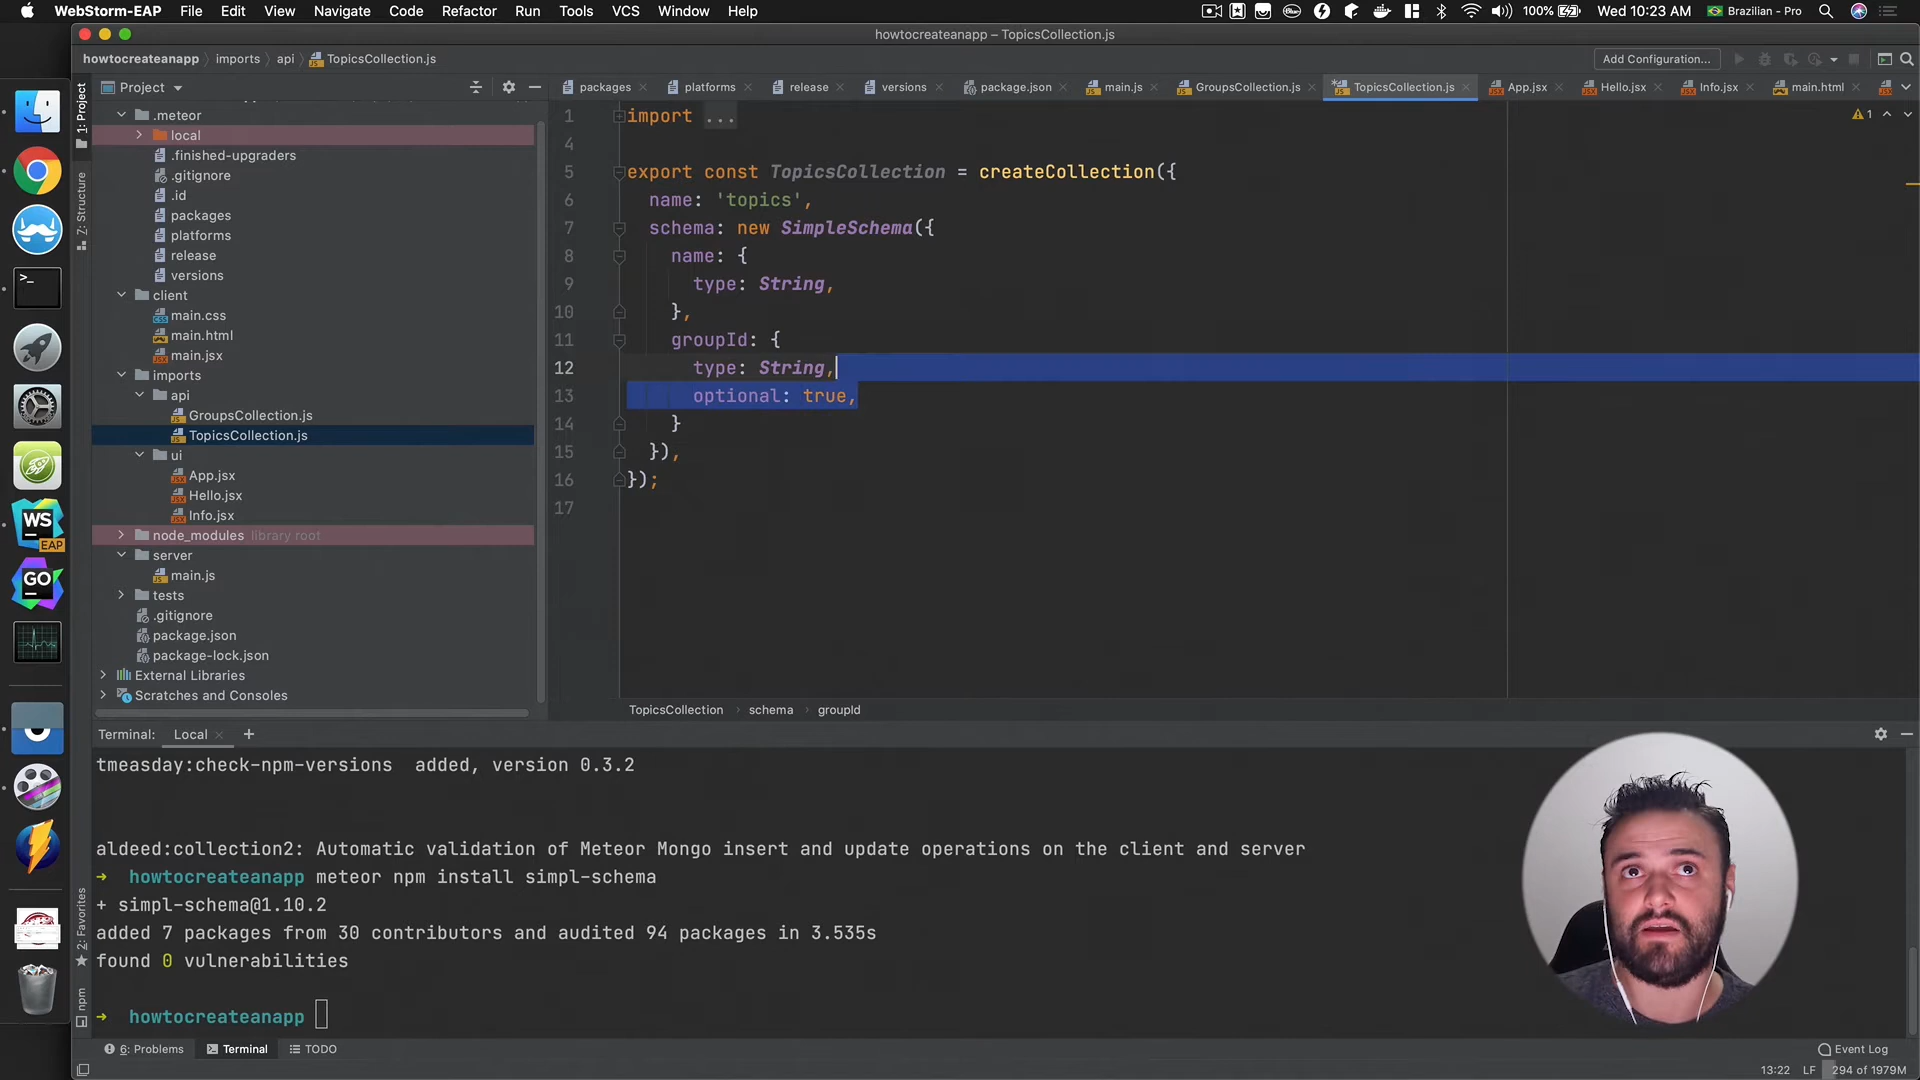 WebStorm-EAP File Edit View Navigate Code Refactor Run Tools VCS Window Help 100% Wed 10:23 AM Brazilian - Pro
howtocreateanapp – TopicsCollection.js
howtocreateanapp imports api TopicsCollection.js Add Configuration...
Project packages platforms release versions package.json main.js GroupsCollection.js TopicsCollection.js App.jsx Hello.jsx Info.jsx main.html
1: Project
Z: Structure
2: Favorites
npm
.meteor
local
.finished-upgraders
.gitignore
.id
packages
platforms
release
versions
client
main.css
main.html
main.jsx
imports
api
GroupsCollection.js
TopicsCollection.js
ui
App.jsx
Hello.jsx
Info.jsx
node_modules library root
server
main.js
tests
.gitignore
package.json
package-lock.json
External Libraries
Scratches and Consoles
WS
EAP
GO
1
1 import ...
4
5 export const TopicsCollection = createCollection({
6 name: 'topics',
7 schema: new SimpleSchema({
8 name: {
9 type: String,
10 },
11 groupId: {
12 type: String,
13 optional: true,
14 }
15 }),
16 });
17
TopicsCollection schema groupId
Terminal: Local +
tmeasday:check-npm-versions added, version 0.3.2
aldeed:collection2: Automatic validation of Meteor Mongo insert and update operations on the client and server
→ howtocreateanapp meteor npm install simpl-schema
+ simpl-schema@1.10.2
added 7 packages from 30 contributors and audited 94 packages in 3.535s
found 0 vulnerabilities
→ howtocreateanapp
6: Problems Terminal TODO Event Log
13:22 LF 294 of 1979M